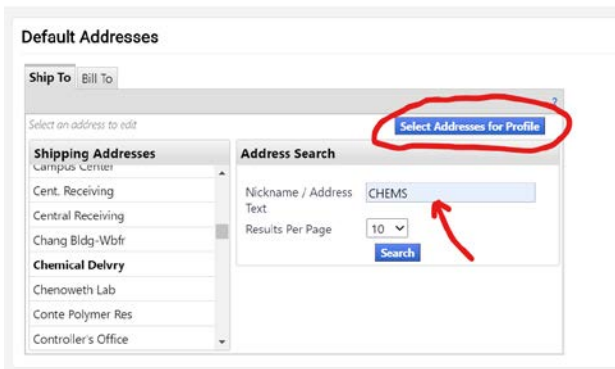 Default Addresses
Ship To Bill To
?
Select an address to edit
Select Addresses for Profile
Shipping Addresses
Campus Center
Cent. Receiving
Central Receiving
Chang Bldg-Wbfr
Chemical Delvry
Chenoweth Lab
Conte Polymer Res
Controller's Office
Address Search
Nickname / Address
Text
CHEMS
Results Per Page
10
Search